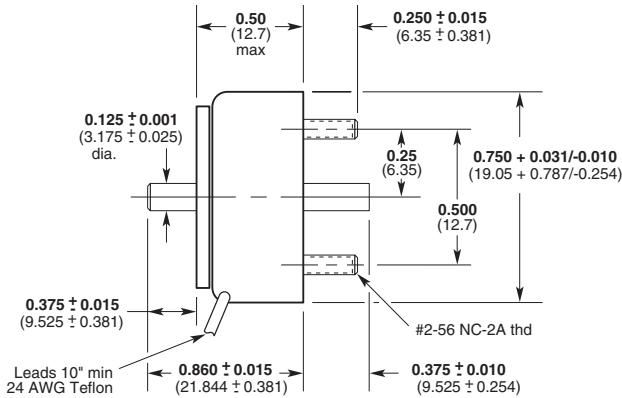 0.50
(12.7)
max
0.250 ± 0.015
(6.35 ± 0.381)
0.125 ± 0.001
(3.175 ± 0.025)
dia.
0.25
(6.35)
0.750 + 0.031/-0.010
(19.05 + 0.787/-0.254)
0.500
(12.7)
0.375 ± 0.015
(9.525 ± 0.381)
#2-56 NC-2A thd
Leads 10" min
24 AWG Teflon
0.860 ± 0.015
(21.844 ± 0.381)
0.375 ± 0.010
(9.525 ± 0.254)